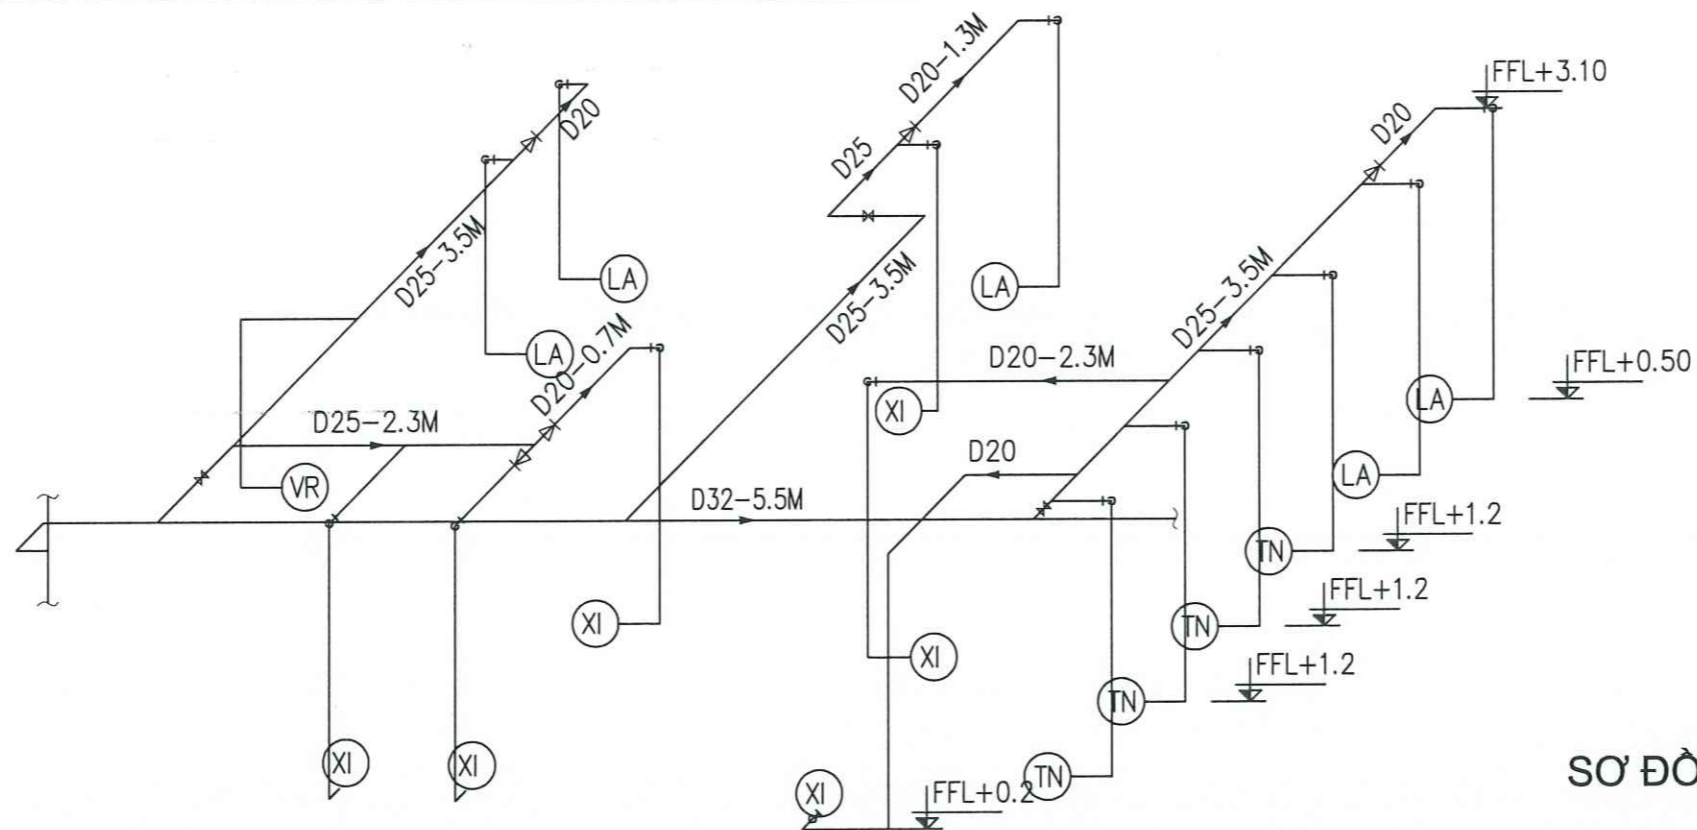 D20-1.3M
FFL+3.10
D20
D20
D25
D25-3.5M
LA
D25-3.5M
LA
D25-3.5M
D20-0.7M
LA
D20-2.3M
FFL+0.50
LA
XI
D25-2.3M
D20
LA
VR
D32-5.5M
FFL+1.2
TN
FFL+1.2
XI
TN
XI
FFL+1.2
TN
XI
XI
TN
SƠ ĐỒ
XI
FFL+0.2